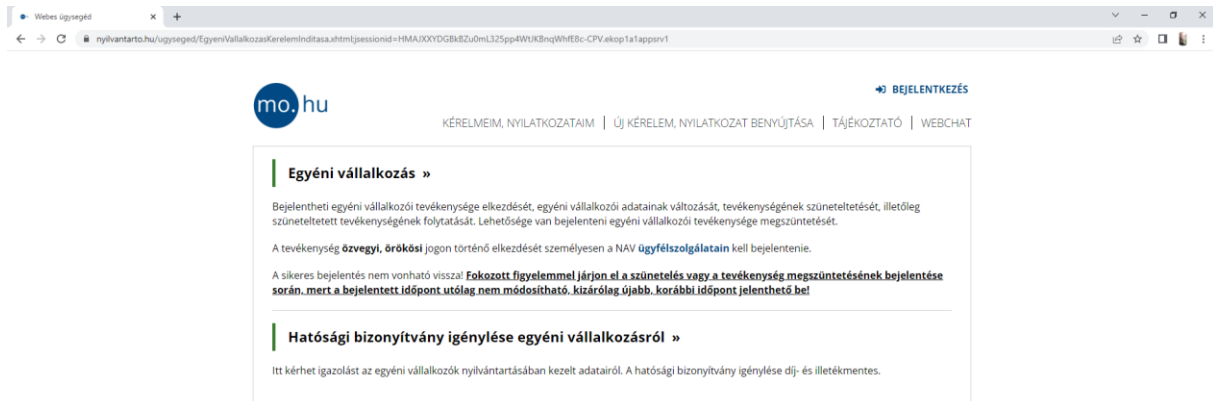 Webes ügysegéd
nyilvantarto.hu/ugyseged/EgyeniVallalkozasKerelemInditasa.xhtml;jsessionid=HMAJXXYDGBkBZu0mL325pp4WtJKBnqWhfE8c-CPV.ekop1a1appsrv1
BEJELENTKEZÉS
mo.hu
KÉRELMEIM, NYILATKOZATAIM | ÚJ KÉRELEM, NYILATKOZAT BENYÚJTÁSA | TÁJÉKOZTATÓ | WEBCHAT
Egyéni vállalkozás »
Bejelentheti egyéni vállalkozói tevékenysége elkezdését, egyéni vállalkozói adatainak változását, tevékenységének szüneteltetését, illetőleg
szüneteltetett tevékenységének folytatását. Lehetősége van bejelenteni egyéni vállalkozói tevékenysége megszüntetését.
A tevékenység özvegyi, örökösi jogon történő elkezdését személyesen a NAV ügyfélszolgálatain kell bejelentenie.
A sikeres bejelentés nem vonható vissza! Fokozott figyelemmel járjon el a szünetelés vagy a tevékenység megszüntetésének bejelentése
során, mert a bejelentett időpont utólag nem módosítható, kizárólag újabb, korábbi időpont jelenthető be!
Hatósági bizonyítvány igénylése egyéni vállalkozásról »
Itt kérhet igazolást az egyéni vállalkozók nyilvántartásában kezelt adatairól. A hatósági bizonyítvány igénylése díj- és illetékmentes.